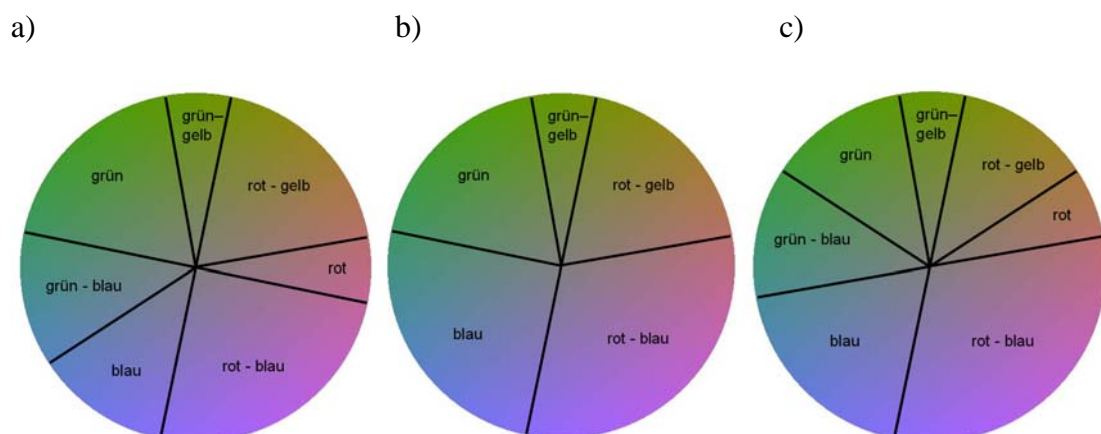 a)
b)
c)
grün–
gelb
grün
rot - gelb
rot
grün - blau
blau
rot - blau
grün-
gelb
grün
rot - gelb
blau
rot - blau
grün–
gelb
grün
rot - gelb
rot
grün - blau
blau
rot - blau